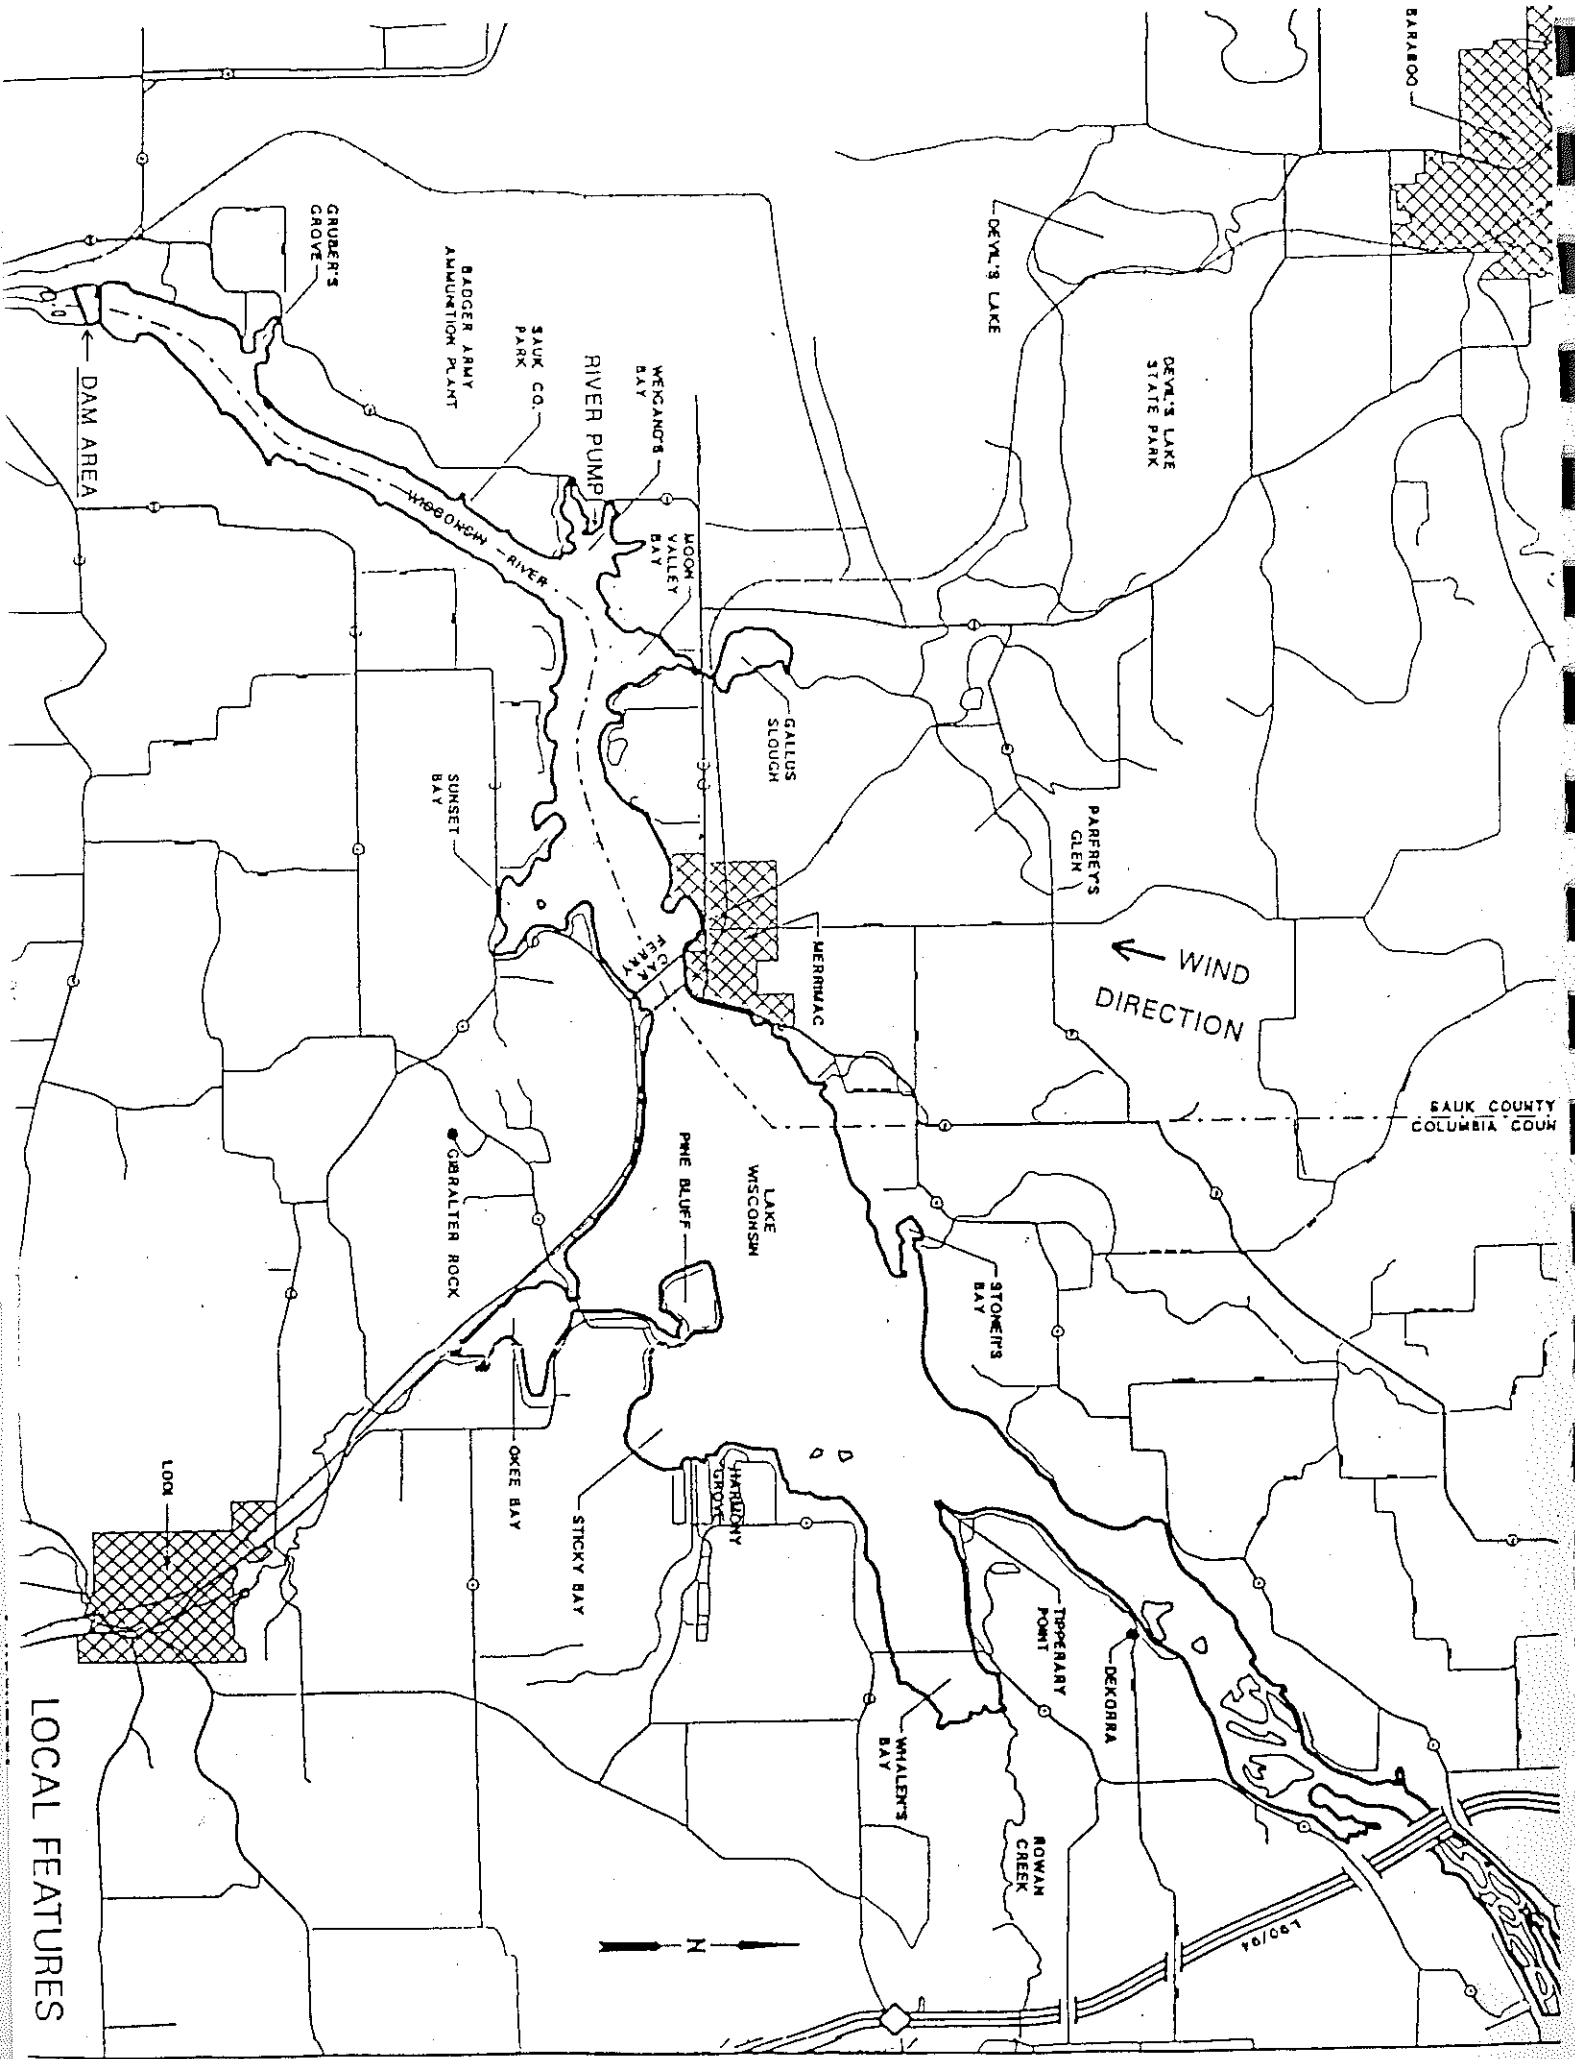 BARABOO
DEVIL'S LAKE
DEVIL'S LAKE
STATE PARK
GRUBER'S
GROVE
BADGER ARMY
AMMUNITION PLANT
SAUK CO.
PARK
RIVER PUMP
WEIGAND'S
BAY
MOON
VALLEY
BAY
DAM AREA
WISCONSIN RIVER
GALLUS
SLOUGH
PARFREY'S
GLEN
SUNSET
BAY
MERRIMAC
CAR
FERRY
WIND
DIRECTION
SAUK COUNTY
COLUMBIA COUN
GIBRALTER ROCK
PINE BLUFF
LAKE
WISCONSIN
STONER'S
BAY
OKEE BAY
STICKY BAY
HARMONY
GROVE
LODI
TIPPERARY
POINT
DEKORRA
WHALEN'S
BAY
ROWAN
CREEK
I-90/94
N
LOCAL FEATURES